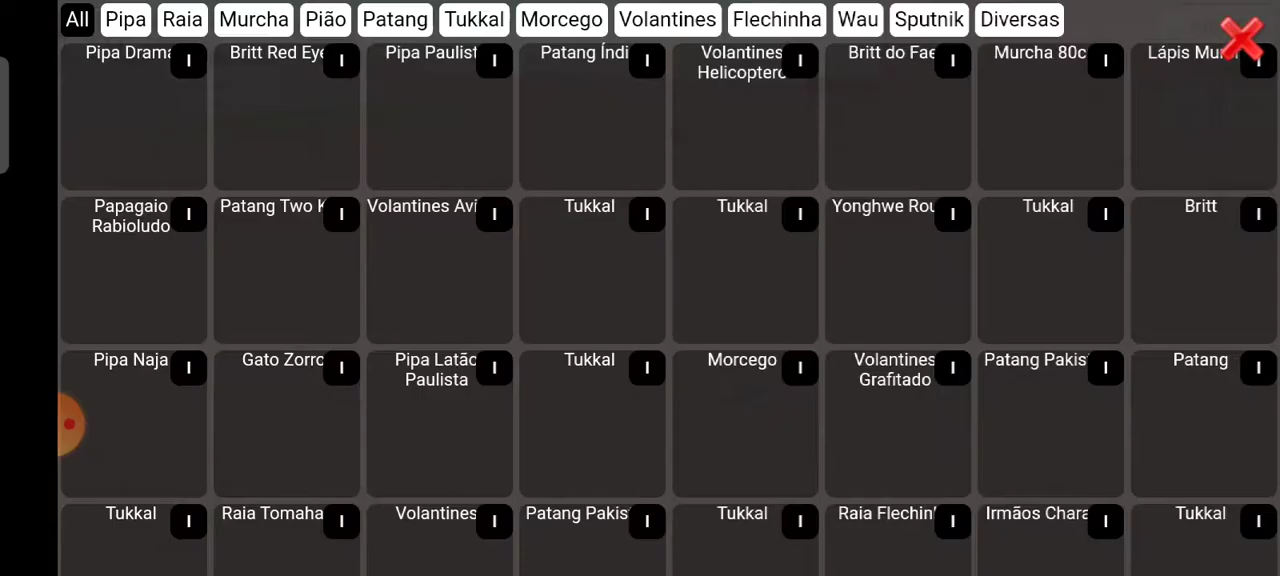 All Pipa Raia Murcha Pião Patang Tukkal Morcego Volantines Flechinha Wau Sputnik Diversas
Pipa Drama I Britt Red Eye I Pipa Paulist I Patang Índi I Volantines I Britt do Fae I Murcha 80c I Lápis I
Helicoptero
Papagaio I Patang Two I Volantines Avi I Tukkal I Tukkal I Yonghwe Rou I Tukkal I Britt I
Rabioludo
Pipa Naja I Gato Zorro I Pipa Latão I Tukkal I Morcego I Volantines I Patang Pakis I Patang I
Paulista Grafitado
Tukkal I Raia Tomaha I Volantines I Patang Pakis I Tukkal I Raia Flechin I Irmãos Chara I Tukkal I